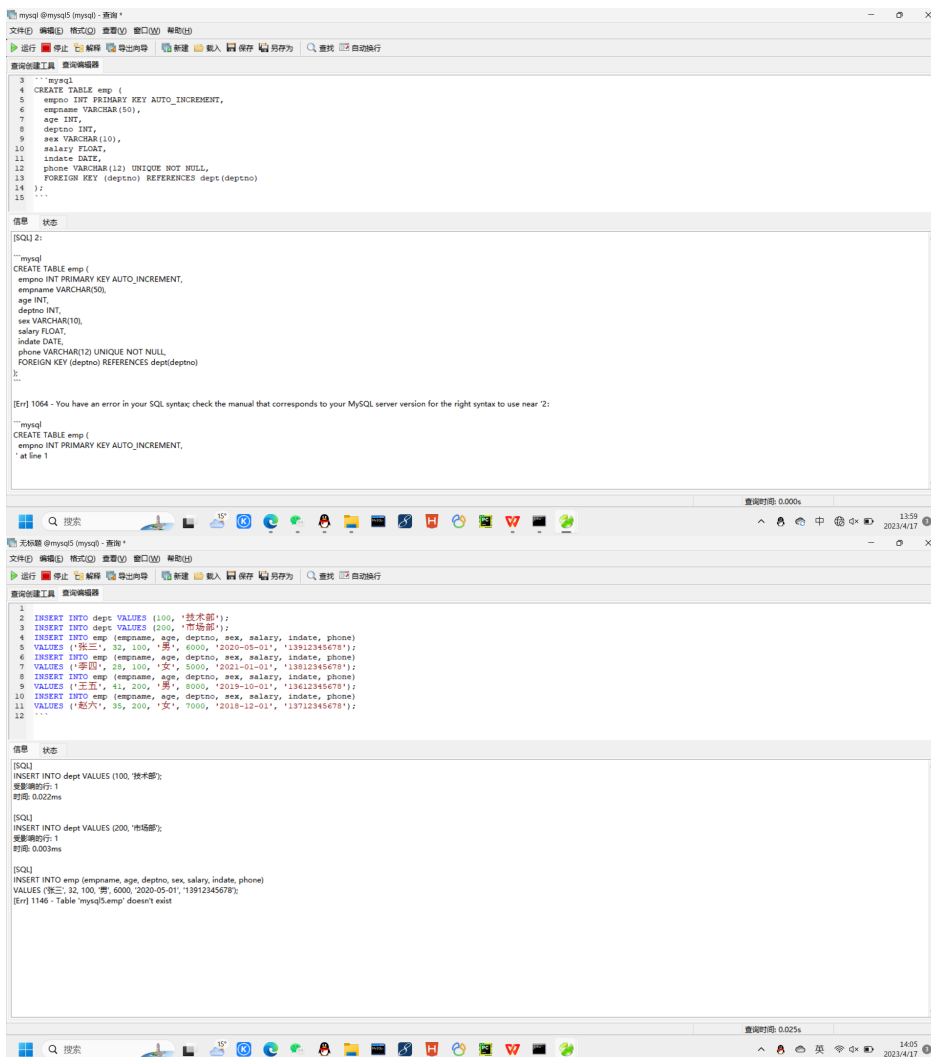 mysql @mysql5 (mysql) - 查询 *
文件(F) 编辑(E) 格式(O) 查看(V) 窗口(W) 帮助(H)
运行 停止 解释 导出向导 新建 载入 保存 另存为 查找 自动换行
查询创建工具 查询编辑器
3 ```mysql
4 CREATE TABLE emp (
5 empno INT PRIMARY KEY AUTO_INCREMENT,
6 empname VARCHAR(50),
7 age INT,
8 deptno INT,
9 sex VARCHAR(10),
10 salary FLOAT,
11 indate DATE,
12 phone VARCHAR(12) UNIQUE NOT NULL,
13 FOREIGN KEY (deptno) REFERENCES dept(deptno)
14 );
15 ```
信息 状态
[SQL] 2:
```mysql
CREATE TABLE emp (
empno INT PRIMARY KEY AUTO_INCREMENT,
empname VARCHAR(50),
age INT,
deptno INT,
sex VARCHAR(10),
salary FLOAT,
indate DATE,
phone VARCHAR(12) UNIQUE NOT NULL,
FOREIGN KEY (deptno) REFERENCES dept(deptno)
);
```
[Err] 1064 - You have an error in your SQL syntax; check the manual that corresponds to your MySQL server version for the right syntax to use near '2:
```mysql
CREATE TABLE emp (
empno INT PRIMARY KEY AUTO_INCREMENT,
' at line 1
查询时间: 0.000s
搜索 15° 中 13:59
2023/4/17
无标题 @mysql5 (mysql) - 查询 *
文件(F) 编辑(E) 格式(O) 查看(V) 窗口(W) 帮助(H)
运行 停止 解释 导出向导 新建 载入 保存 另存为 查找 自动换行
查询创建工具 查询编辑器
1
2 INSERT INTO dept VALUES (100, '技术部');
3 INSERT INTO dept VALUES (200, '市场部');
4 INSERT INTO emp (empname, age, deptno, sex, salary, indate, phone)
5 VALUES ('张三', 32, 100, '男', 6000, '2020-05-01', '13912345678');
6 INSERT INTO emp (empname, age, deptno, sex, salary, indate, phone)
7 VALUES ('李四', 28, 100, '女', 5000, '2021-01-01', '13812345678');
8 INSERT INTO emp (empname, age, deptno, sex, salary, indate, phone)
9 VALUES ('王五', 41, 200, '男', 8000, '2019-10-01', '13612345678');
10 INSERT INTO emp (empname, age, deptno, sex, salary, indate, phone)
11 VALUES ('赵六', 35, 200, '女', 7000, '2018-12-01', '13712345678');
12 ```
信息 状态
[SQL]
INSERT INTO dept VALUES (100, '技术部');
受影响的行: 1
时间: 0.022ms
[SQL]
INSERT INTO dept VALUES (200, '市场部');
受影响的行: 1
时间: 0.003ms
[SQL]
INSERT INTO emp (empname, age, deptno, sex, salary, indate, phone)
VALUES ('张三', 32, 100, '男', 6000, '2020-05-01', '13912345678');
[Err] 1146 - Table 'mysql5.emp' doesn't exist
查询时间: 0.025s
搜索 15° 英 14:05
2023/4/17